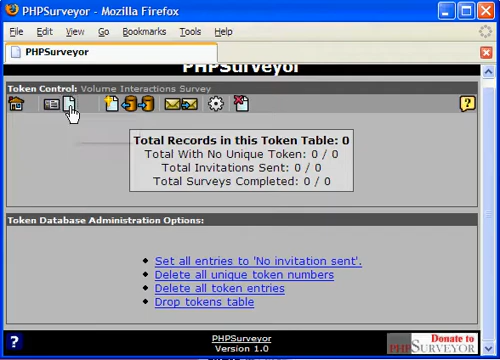 PHPSurveyor - Mozilla Firefox
File Edit View Go Bookmarks Tools Help
PHPSurveyor
PHPSurveyor
Token Control: Volume Interactions Survey
?
Total Records in this Token Table: 0
Total With No Unique Token: 0 / 0
Total Invitations Sent: 0 / 0
Total Surveys Completed: 0 / 0
Token Database Administration Options:
Set all entries to 'No invitation sent'.
Delete all unique token numbers
Delete all token entries
Drop tokens table
?
PHPSurveyor
Version 1.0
Donate to
PHPSURVEYOR